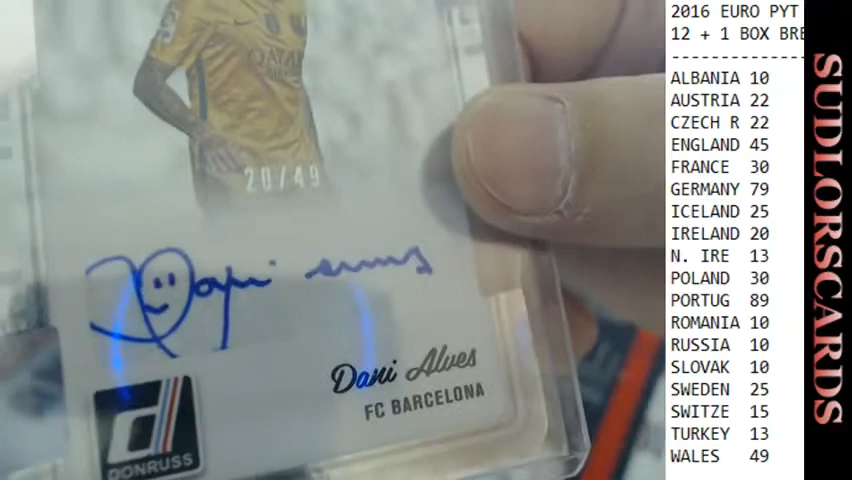 QATAR
20/49
Dani Alves
FC BARCELONA
DONRUSS
2016 EURO PYT
12 + 1 BOX BRE
--------------
ALBANIA 10
AUSTRIA 22
CZECH R 22
ENGLAND 45
FRANCE 30
GERMANY 79
ICELAND 25
IRELAND 20
N. IRE 13
POLAND 30
PORTUG 89
ROMANIA 10
RUSSIA 10
SLOVAK 10
SWEDEN 25
SWITZE 15
TURKEY 13
WALES 49
SUDLORSCARDS